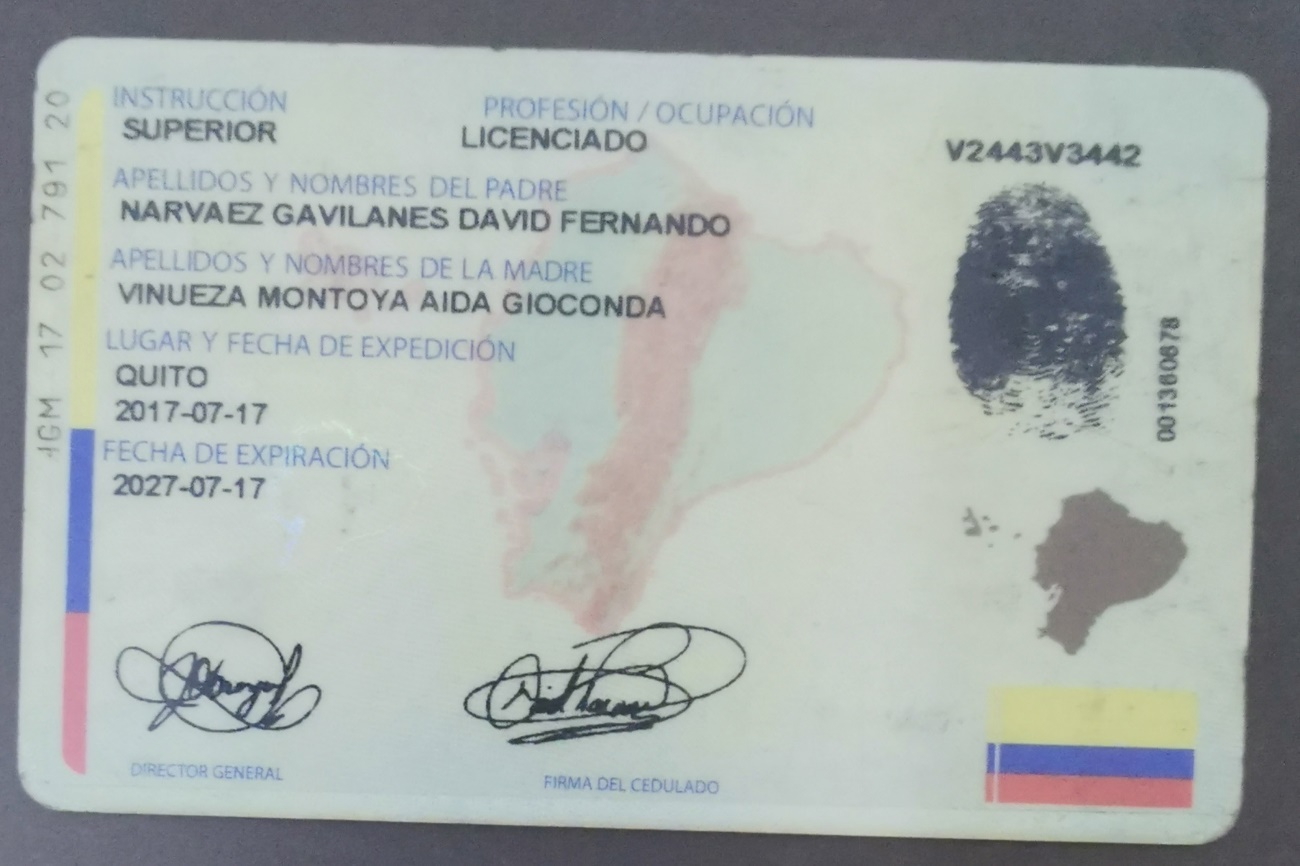 INSTRUCCIÓN
SUPERIOR
PROFESIÓN / OCUPACIÓN
LICENCIADO
V2443V3442
APELLIDOS Y NOMBRES DEL PADRE
NARVAEZ GAVILANES DAVID FERNANDO
APELLIDOS Y NOMBRES DE LA MADRE
VINUEZA MONTOYA AIDA GIOCONDA
LUGAR Y FECHA DE EXPEDICIÓN
QUITO
2017-07-17
FECHA DE EXPIRACIÓN
2027-07-17
DIRECTOR GENERAL
FIRMA DEL CEDULADO
IGM 17 02 791 20
001360678